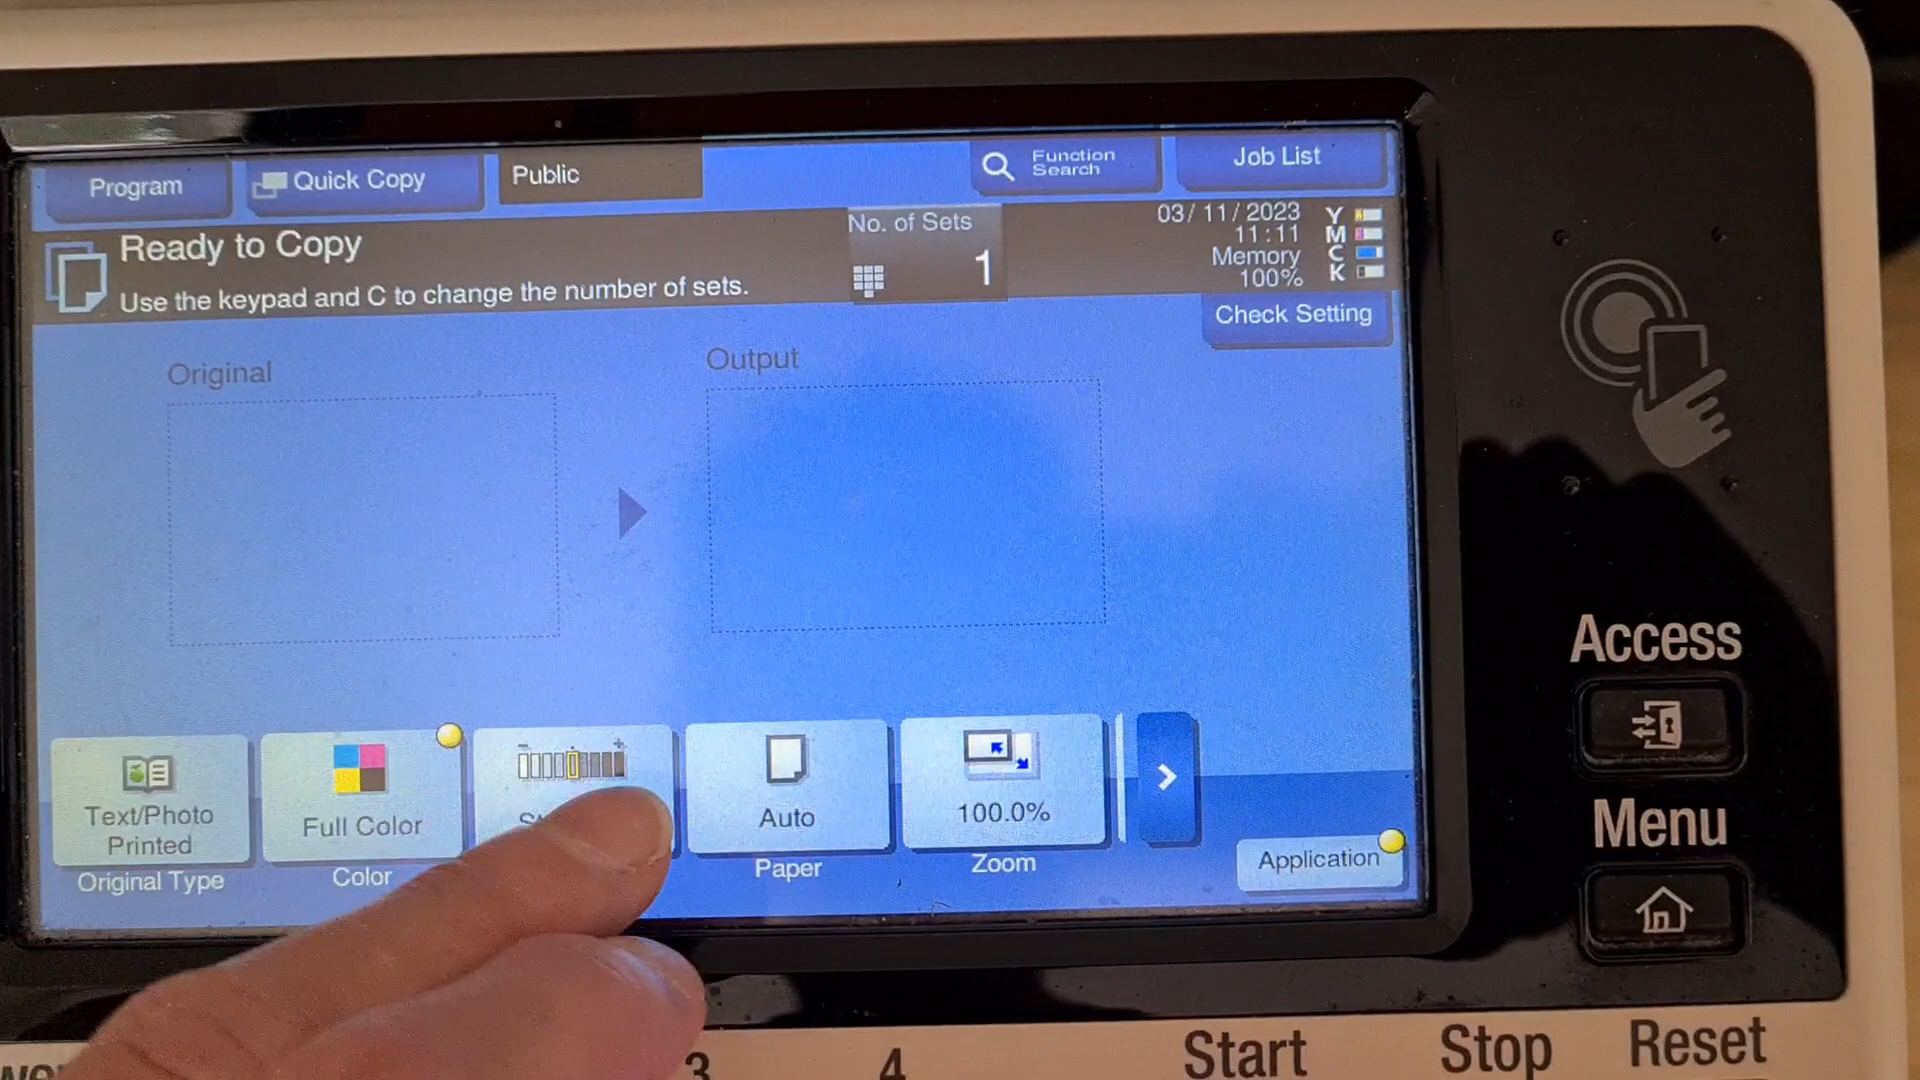 Program
Quick Copy
Public
Function
Search
Job List
Ready to Copy
Use the keypad and C to change the number of sets.
No. of Sets
1
03/11/2023
11:11
Memory
100%
Y
M
C
K
Check Setting
Original
Output
Text/Photo
Printed
Original Type
Full Color
Color
- +
Auto
Paper
100.0%
Zoom
Application
Access
Menu
3
4
Start
Stop
Reset